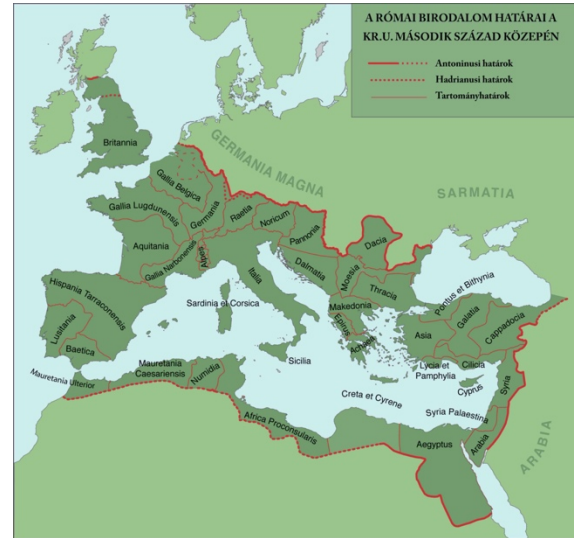 A RÓMAI BIRODALOM HATÁRAI A
KR.U. MÁSODIK SZÁZAD KÖZEPÉN
Antoninusi határok
Hadrianusi határok
Tartományhatárok
Britannia
GERMANIA MAGNA
SARMATIA
Gallia Belgica
Germania
Gallia Lugdunensis
Raetia
Noricum
Pannonia
Dacia
Aquitania
Gallia Narbonensis
Alpes
Italia
Dalmatia
Moesia
Thracia
Hispania Tarraconensis
Lusitania
Baetica
Sardinia et Corsica
Makedonia
Epirus
Achaea
Pontus et Bithynia
Galatia
Cappadocia
Asia
Lycia et
Pamphylia
Cilicia
Cyprus
Syria
Sicilia
Mauretania Ulterior
Mauretania
Caesariensis
Numidia
Creta et Cyrene
Syria Palaestina
Africa Proconsularis
Aegyptus
Arabia
ARABIA